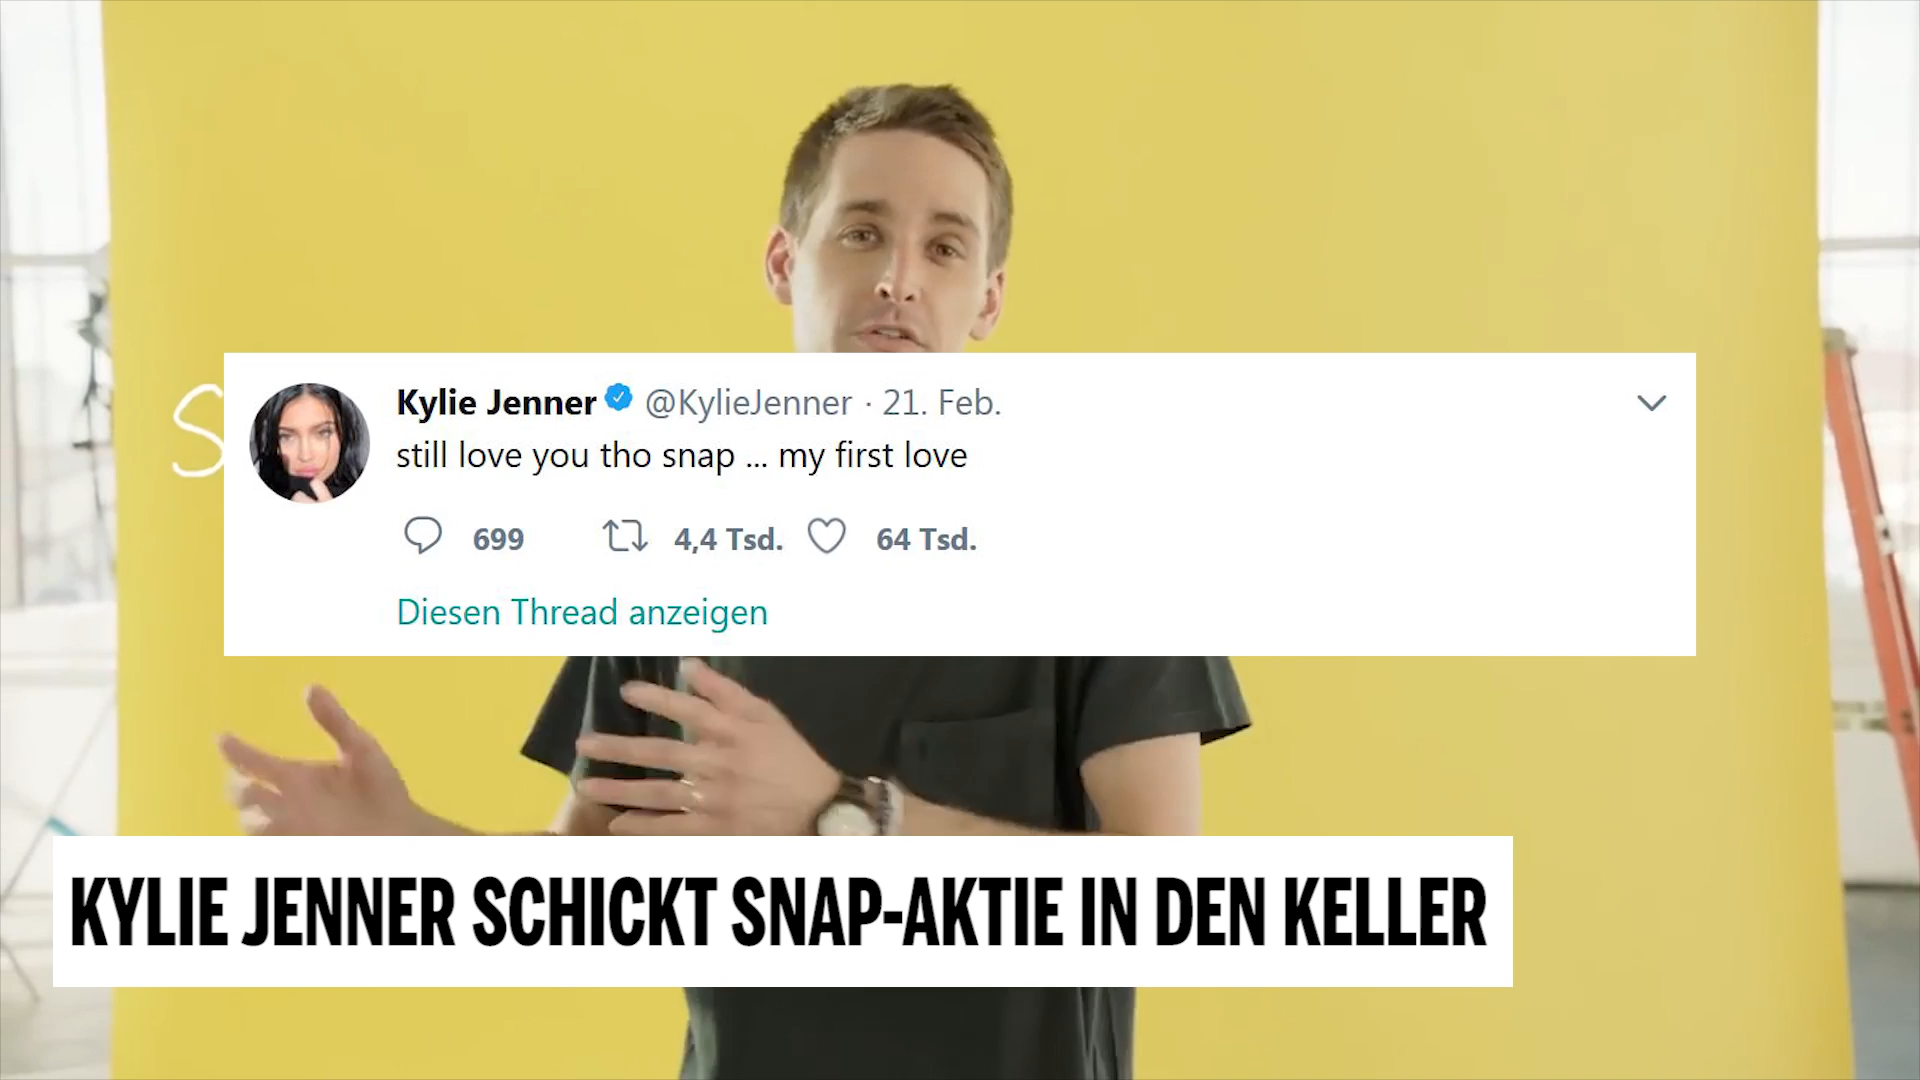 S
Kylie Jenner @KylieJenner · 21. Feb.
still love you tho snap ... my first love
699 4,4 Tsd. 64 Tsd.
Diesen Thread anzeigen
KYLIE JENNER SCHICKT SNAP-AKTIE IN DEN KELLER